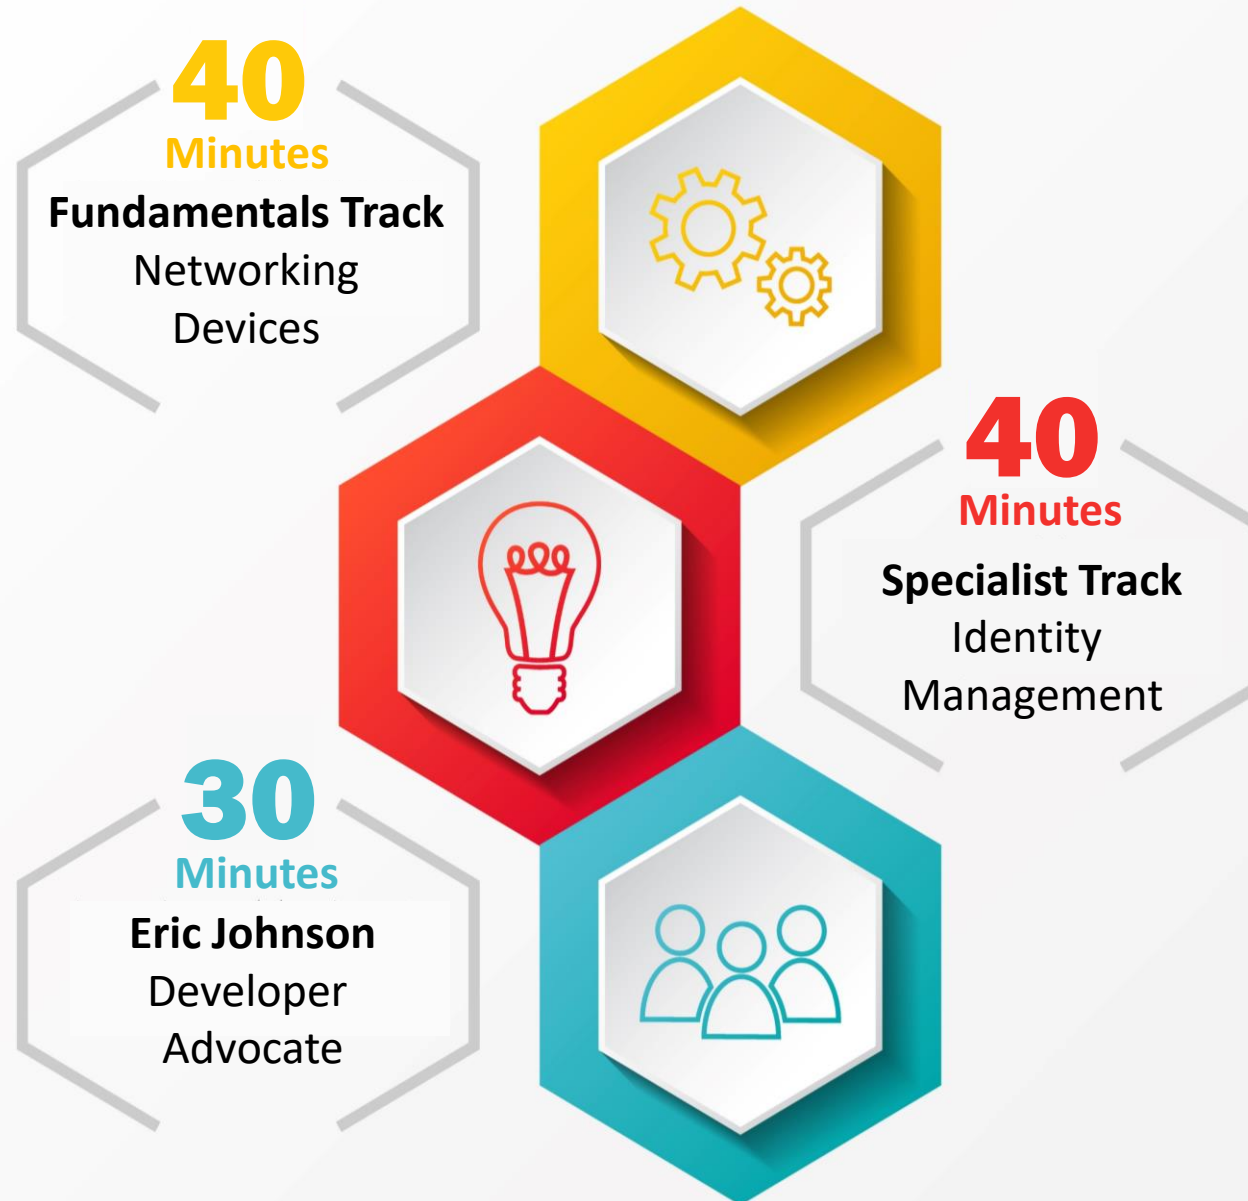 40
Minutes
Fundamentals Track
Networking
Devices
40
Minutes
Specialist Track
Identity
Management
30
Minutes
Eric Johnson
Developer
Advocate